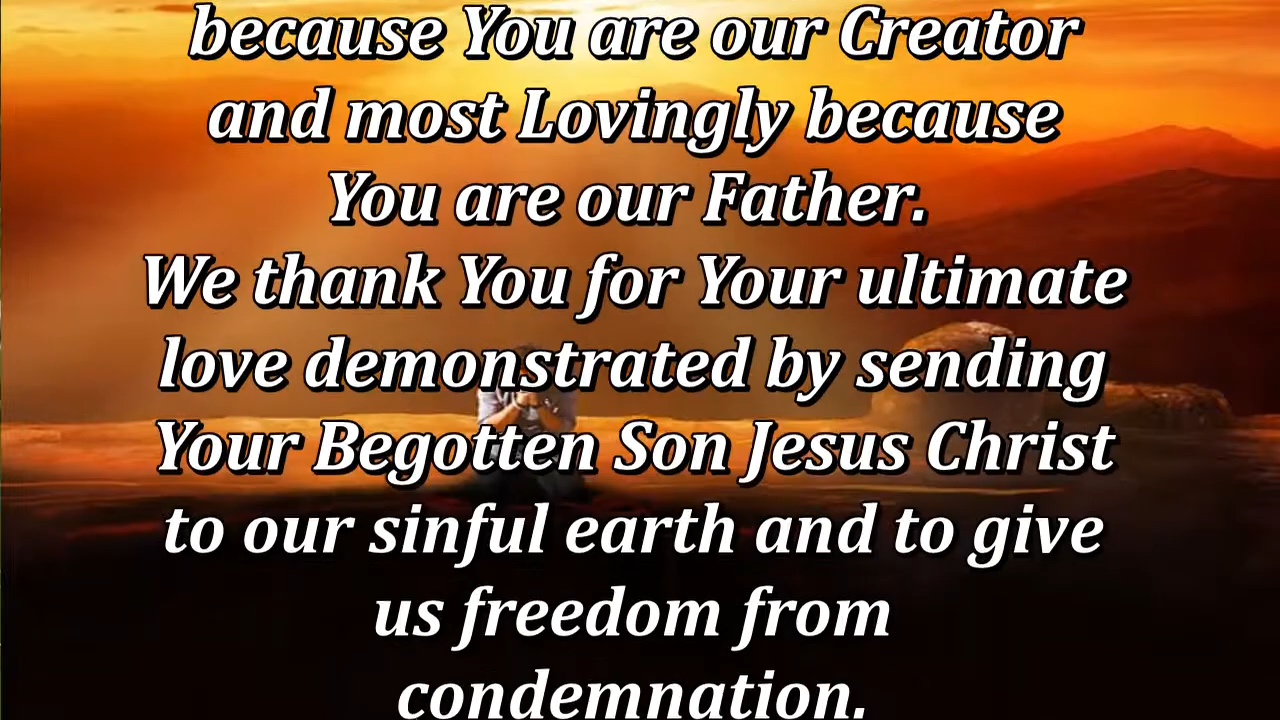 because You are our Creator
and most Lovingly because
You are our Father.
We thank You for Your ultimate
love demonstrated by sending
Your Begotten Son Jesus Christ
to our sinful earth and to give
us freedom from
condemnation.